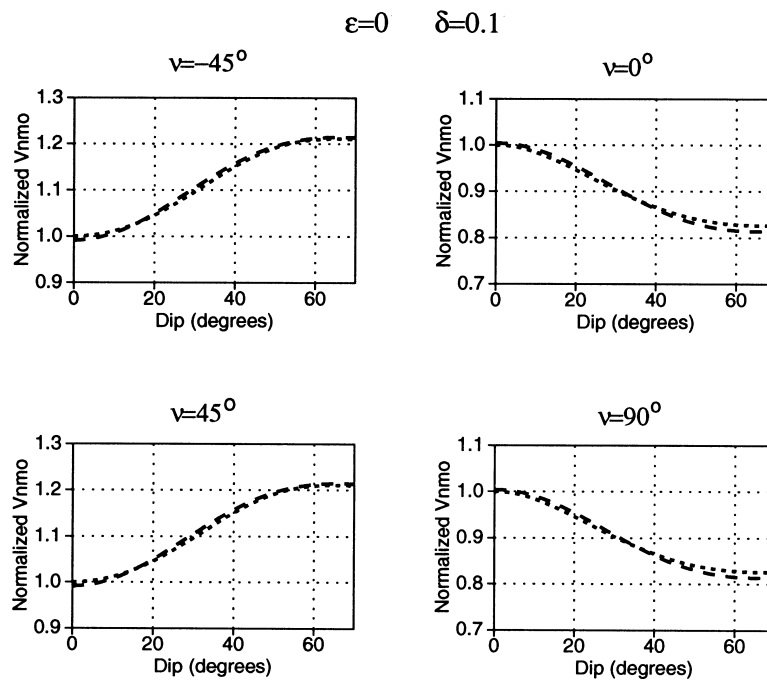 ε=0 δ=0.1
ν=–45°
1.3
1.2
1.1
1.0
0.9
Normalized Vnmo
0 20 40 60
Dip (degrees)
ν=0°
1.1
1.0
0.9
0.8
0.7
Normalized Vnmo
0 20 40 60
Dip (degrees)
ν=45°
1.3
1.2
1.1
1.0
0.9
Normalized Vnmo
0 20 40 60
Dip (degrees)
ν=90°
1.1
1.0
0.9
0.8
0.7
Normalized Vnmo
0 20 40 60
Dip (degrees)